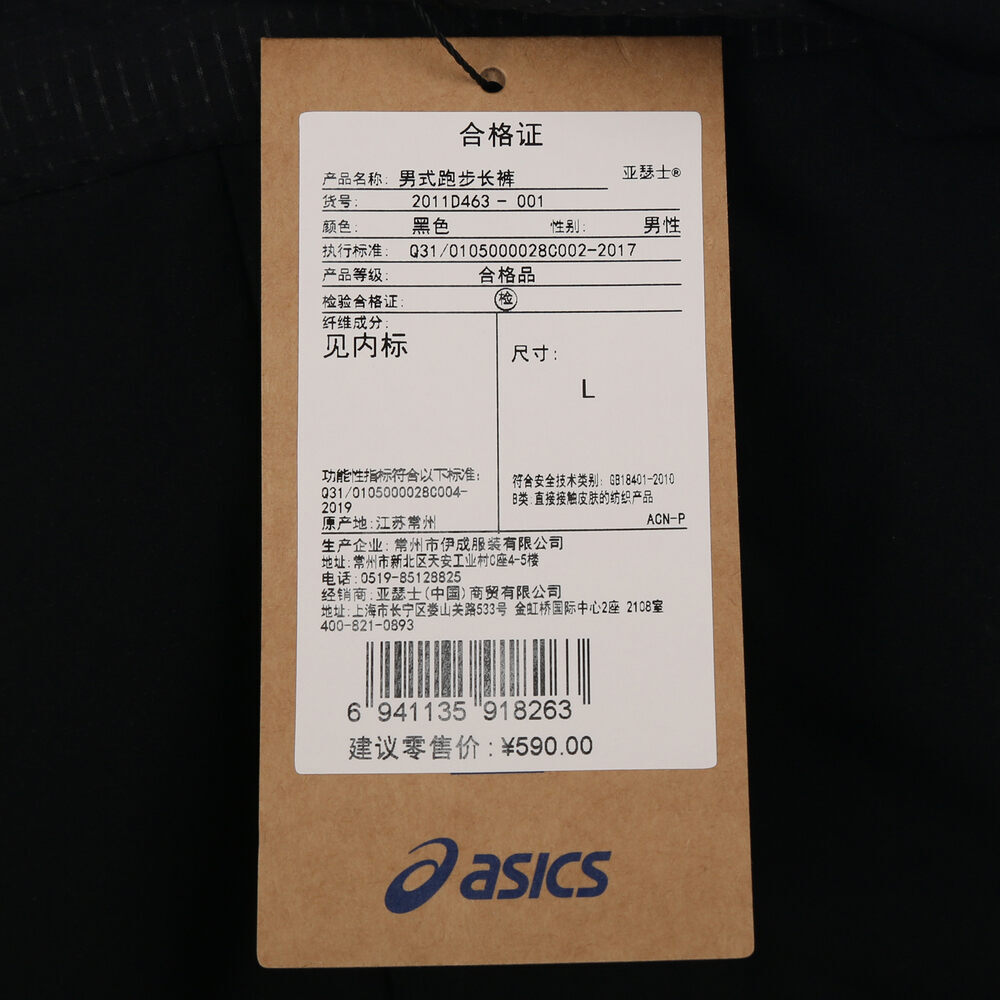 合格证
产品名称: 男式跑步长裤 亚瑟士®
货号: 2011D463 - 001
颜色: 黑色 性别: 男性
执行标准: Q31/0105000028C002-2017
产品等级: 合格品
检验合格证: 检
纤维成分:
见内标
尺寸:
L
功能性指标符合以下标准:
Q31/0105000028C004-
2019
原产地:江苏常州
符合安全技术类别: GB18401-2010
B类:直接接触皮肤的纺织产品
ACN-P
生产企业: 常州市伊成服装有限公司
地址:常州市新北区天安工业村C座4-5楼
电话:0519-85128825
经销商:亚瑟士(中国)商贸有限公司
地址:上海市长宁区娄山关路533号 金虹桥国际中心2座 2108室
400-821-0893
6 941135 918263
建议零售价:¥590.00
asics